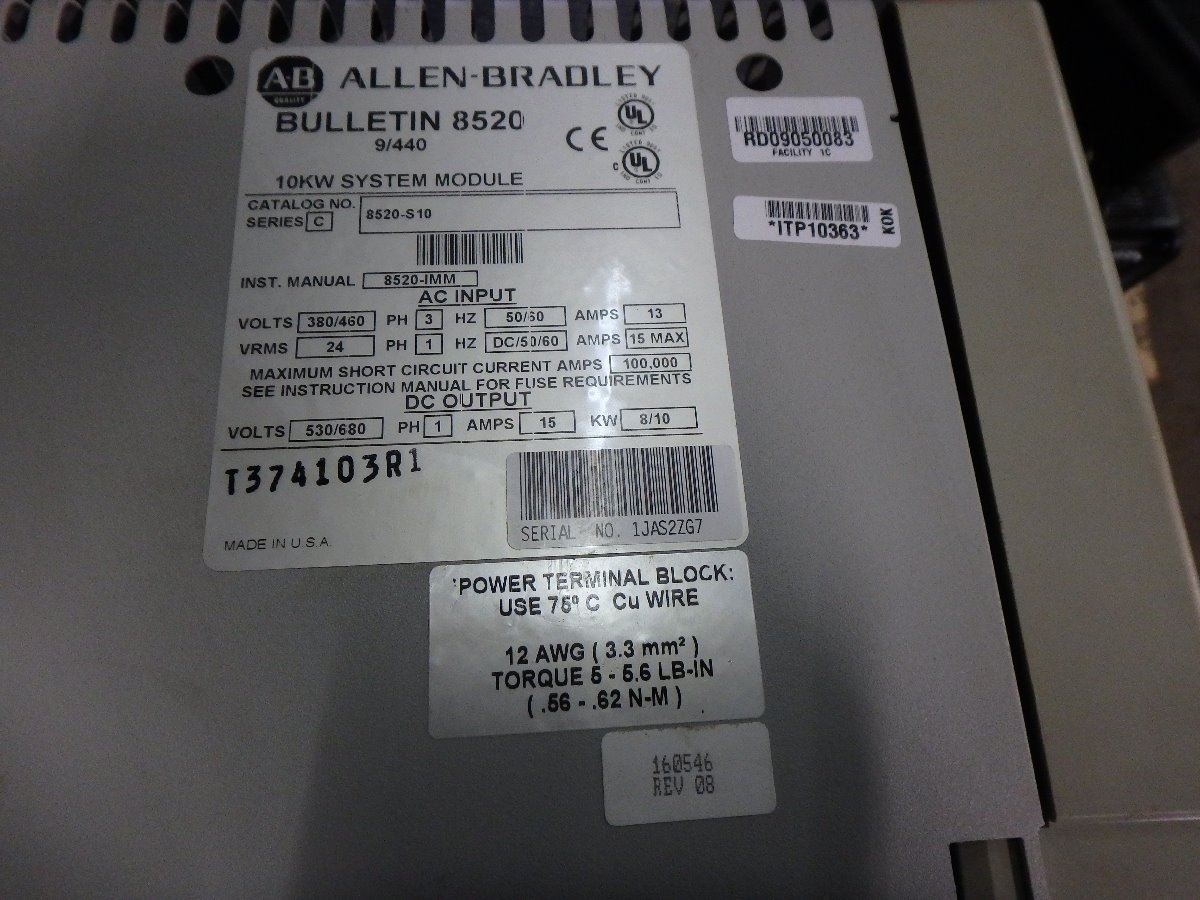 A-B
QUALITY
ALLEN-BRADLEY
BULLETIN 8520
9/440
CE
UL
C UL
10KW SYSTEM MODULE
CATALOG NO. 8520-S10
SERIES C
INST. MANUAL 8520-IMM
AC INPUT
VOLTS 380/460 PH 3 HZ 50/60 AMPS 13
VRMS 24 PH 1 HZ DC/50/60 AMPS 15 MAX
MAXIMUM SHORT CIRCUIT CURRENT AMPS 100,000
SEE INSTRUCTION MANUAL FOR FUSE REQUIREMENTS
DC OUTPUT
VOLTS 530/680 PH 1 AMPS 15 KW 8/10
T374103R1
SERIAL NO. 1JAS2ZG7
MADE IN U.S.A.
RD09050083
FACILITY 1C
*ITP10363*
KOK
POWER TERMINAL BLOCK:
USE 75° C Cu WIRE
12 AWG ( 3.3 mm² )
TORQUE 5 - 5.6 LB-IN
( .56 - .62 N-M )
160546
REV 08